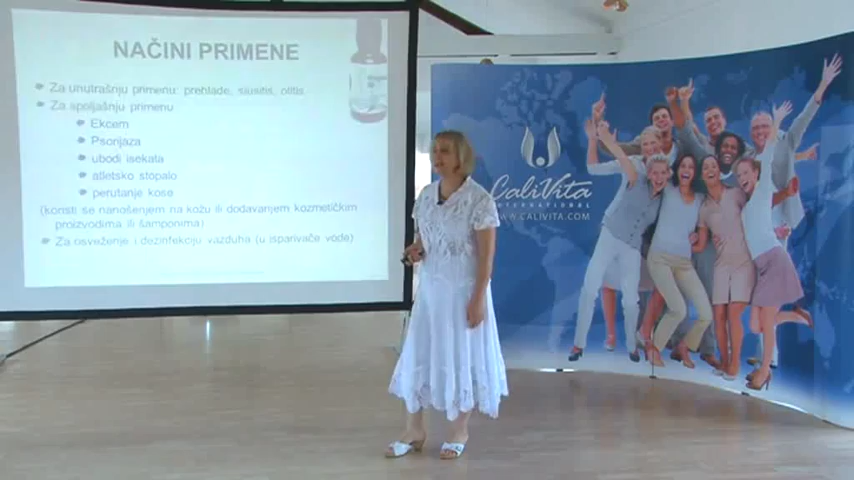 NAČINI PRIMENE
Za unutrašnju primenu: prehlade, siusitis, otitis.
Za spoljašnju primenu
Ekcem
Psorijaza
ubodi isekata
atletsko stopalo
perutanje kose
(koristi se nanošenjem na kožu ili dodavanjem kozmetičkim
proizvodima ili šamponima)
Za osveženje i dezinfekciju vazduha (u isparivače vode)
CaliVita
INTERNATIONAL
WWW.CALIVITA.COM